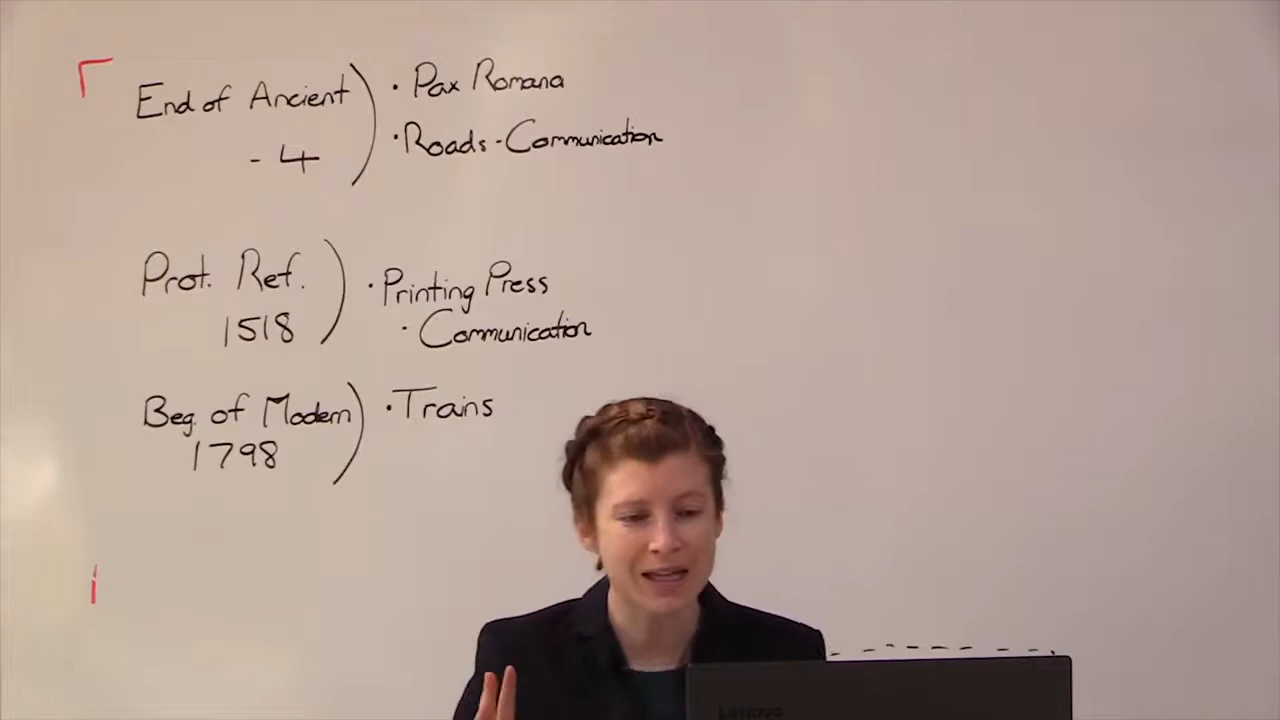 End of Ancient
- 4
• Pax Romana
• Roads - Communication
Prot. Ref.
1518
• Printing Press
• Communication
Beg. of Modern
1798
• Trains
Lenovo